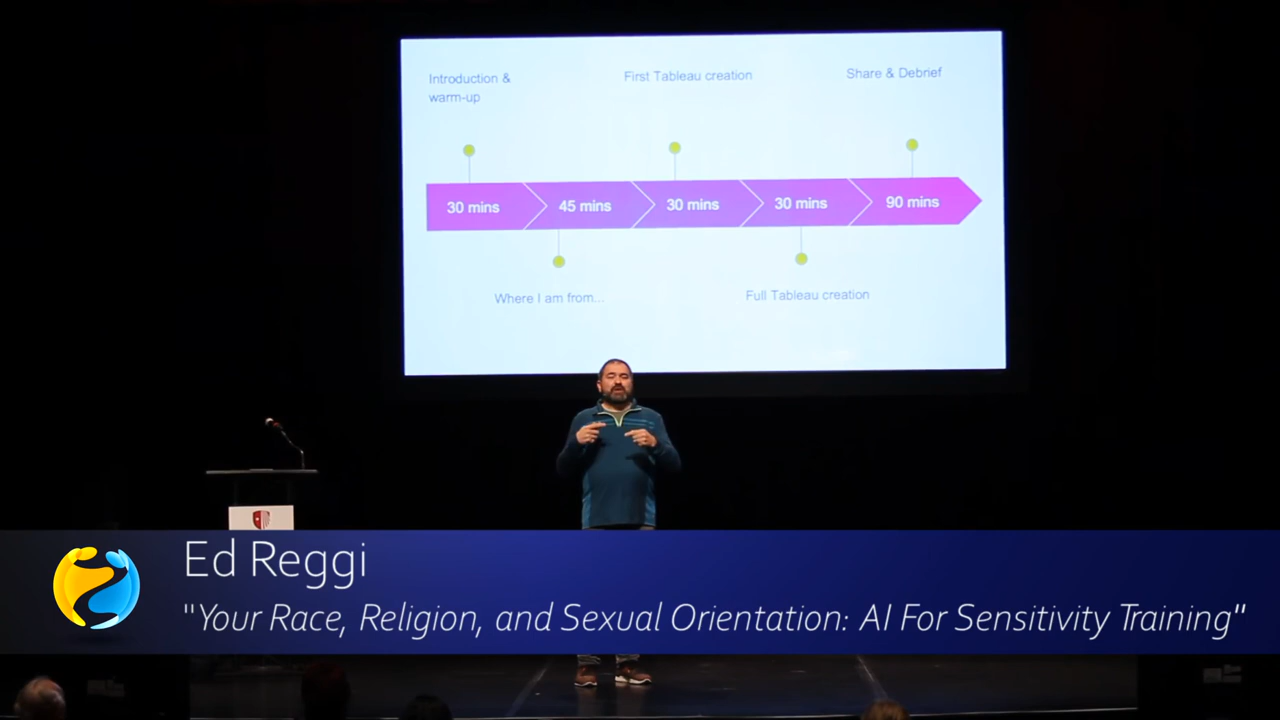 Introduction &
warm-up
First Tableau creation
Share & Debrief
30 mins
45 mins
30 mins
30 mins
90 mins
Where I am from...
Full Tableau creation
Ed Reggi
"Your Race, Religion, and Sexual Orientation: AI For Sensitivity Training"